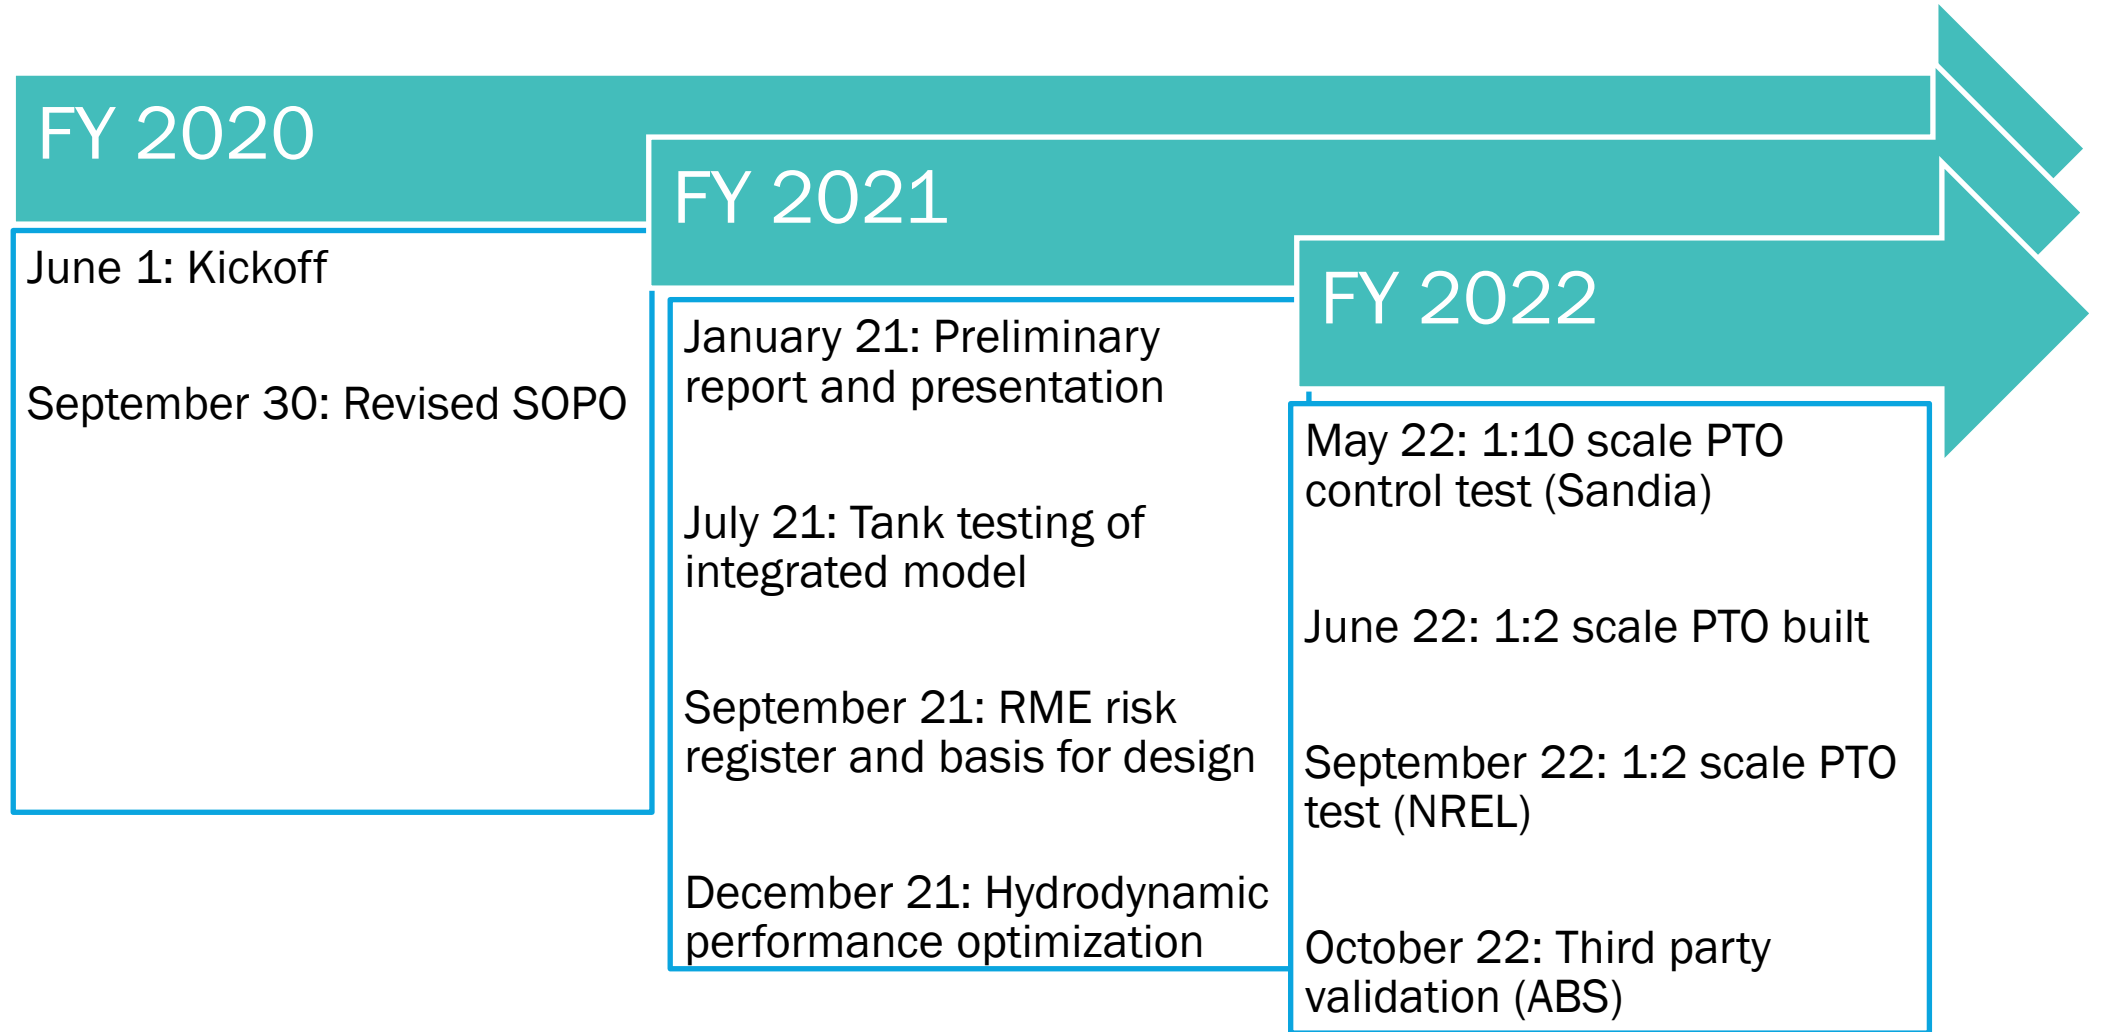 FY 2020
June 1: Kickoff
September 30: Revised SOPO
FY 2021
January 21: Preliminary
report and presentation
July 21: Tank testing of
integrated model
September 21: RME risk
register and basis for design
December 21: Hydrodynamic
performance optimization
FY 2022
May 22: 1:10 scale PTO
control test (Sandia)
June 22: 1:2 scale PTO built
September 22: 1:2 scale PTO
test (NREL)
October 22: Third party
validation (ABS)